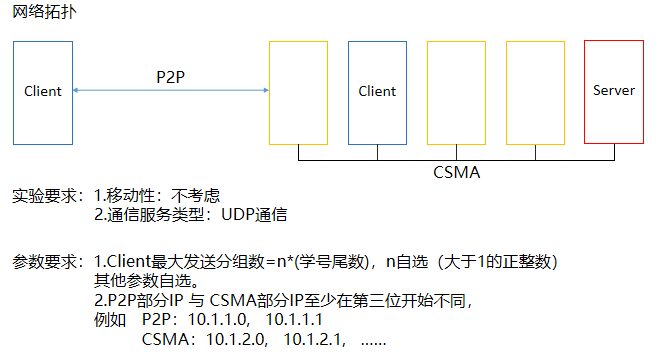 网络拓扑
Client
P2P
Client
Server
CSMA
实验要求：1.移动性：不考虑
2.通信服务类型：UDP通信
参数要求：1.Client最大发送分组数=n*(学号尾数)，n自选（大于1的正整数）
其他参数自选。
2.P2P部分IP 与 CSMA部分IP至少在第三位开始不同，
例如 P2P：10.1.1.0, 10.1.1.1
CSMA：10.1.2.0, 10.1.2.1, ......